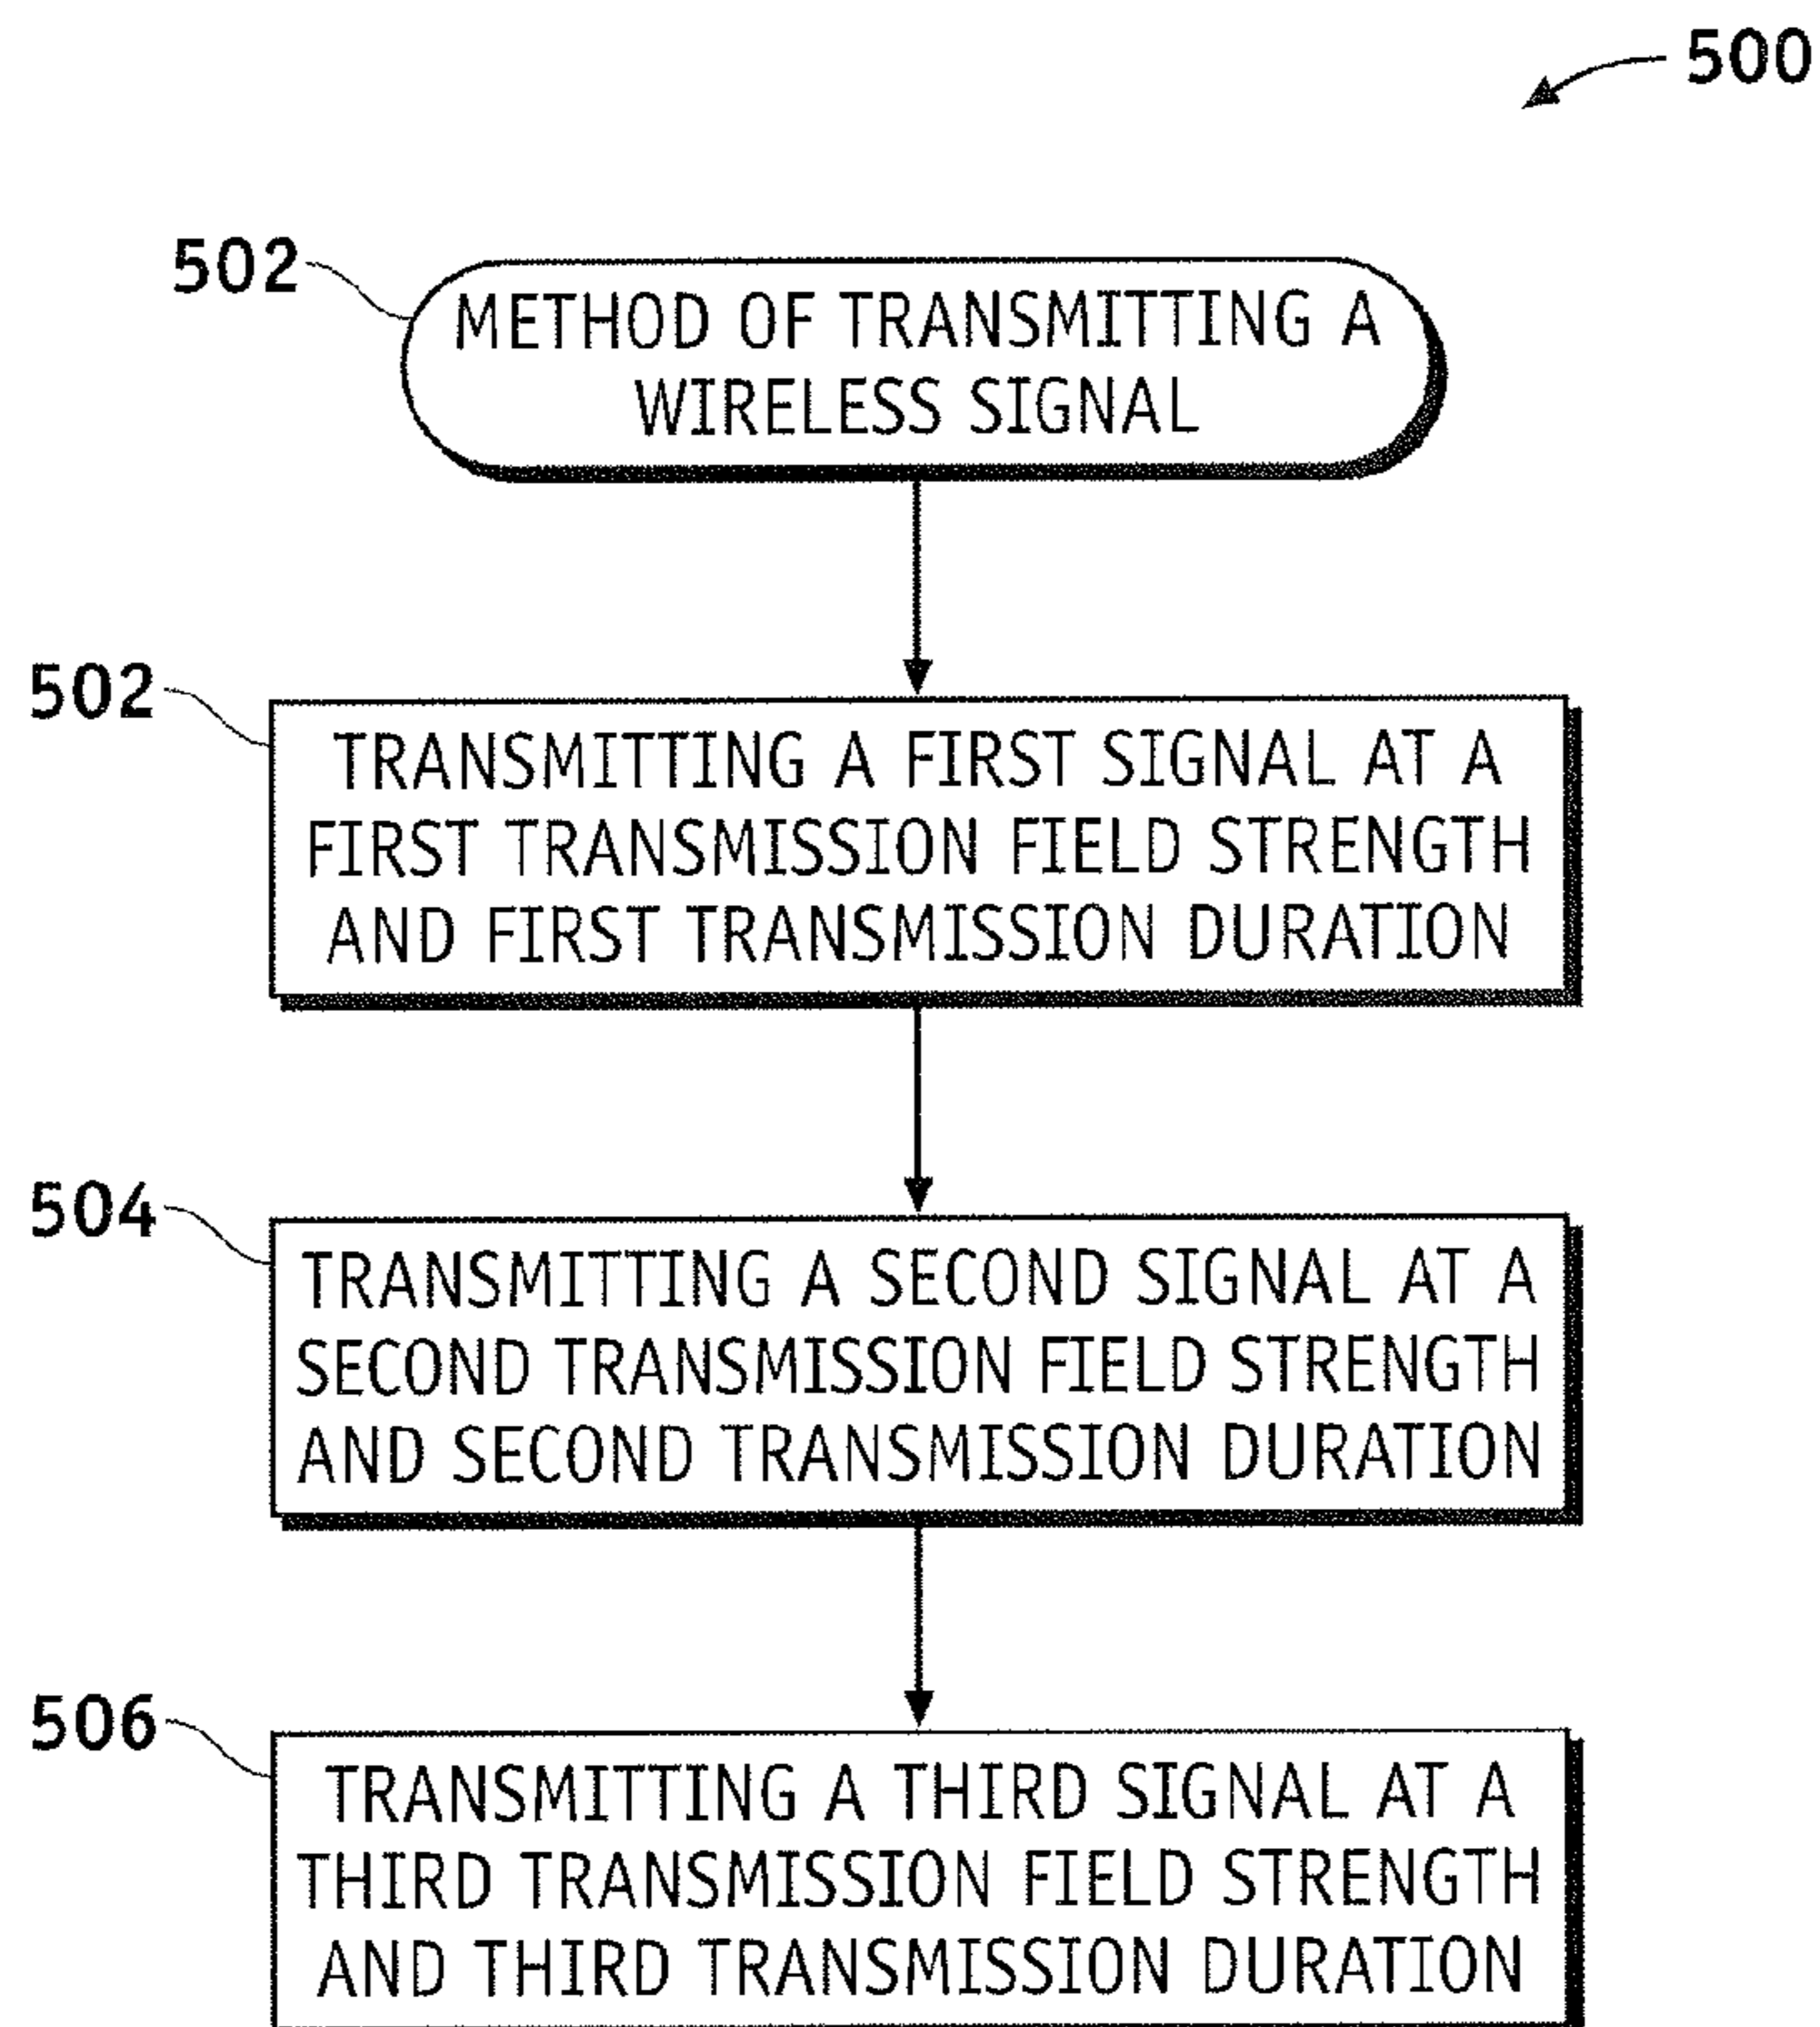 500
502
METHOD OF TRANSMITTING A
WIRELESS SIGNAL
502
TRANSMITTING A FIRST SIGNAL AT A
FIRST TRANSMISSION FIELD STRENGTH
AND FIRST TRANSMISSION DURATION
504
TRANSMITTING A SECOND SIGNAL AT A
SECOND TRANSMISSION FIELD STRENGTH
AND SECOND TRANSMISSION DURATION
506
TRANSMITTING A THIRD SIGNAL AT A
THIRD TRANSMISSION FIELD STRENGTH
AND THIRD TRANSMISSION DURATION